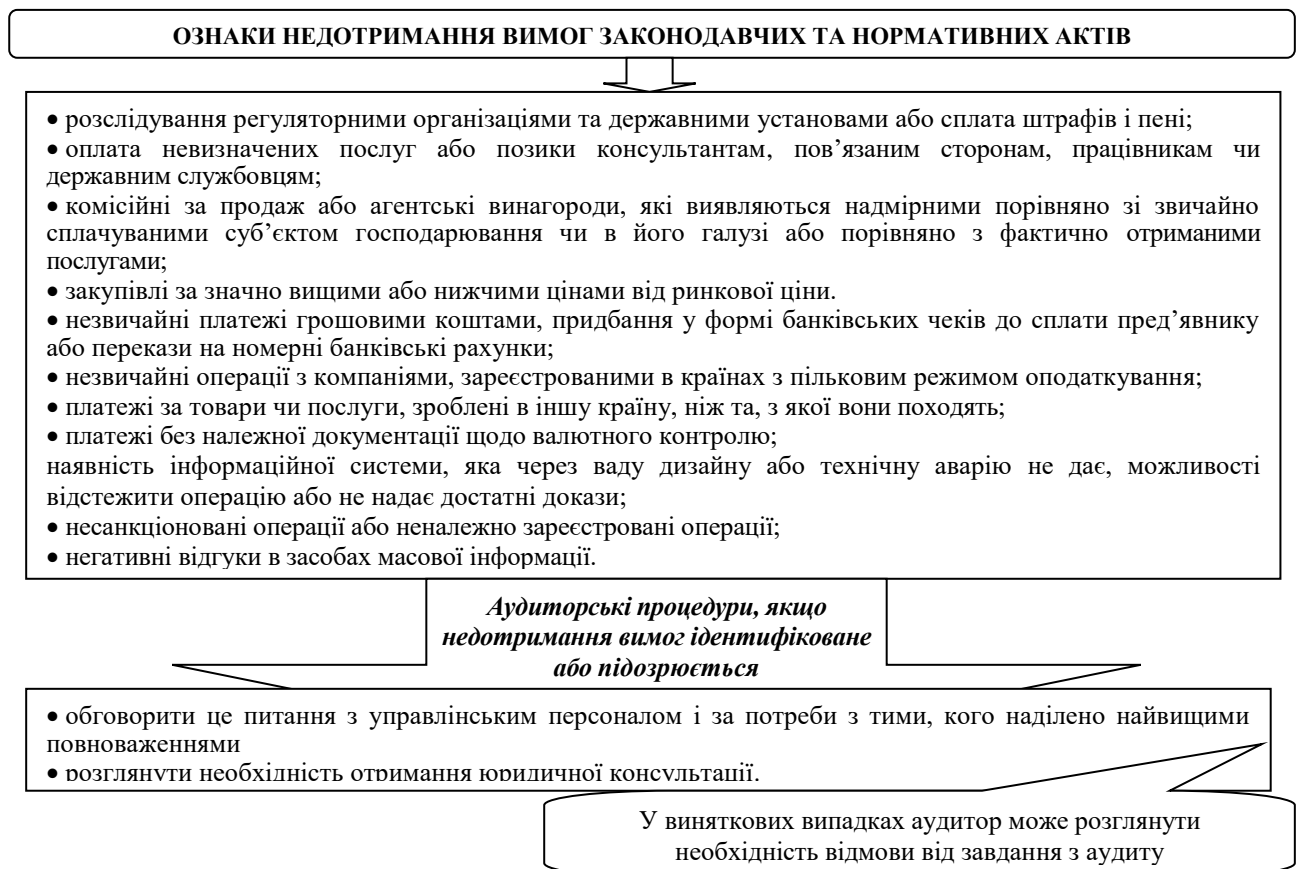 ОЗНАКИ НЕДОТРИМАННЯ ВИМОГ ЗАКОНОДАВЧИХ ТА НОРМАТИВНИХ АКТІВ
• розслідування регуляторними організаціями та державними установами або сплата штрафів і пені;
• оплата невизначених послуг або позики консультантам, пов’язаним сторонам, працівникам чи
державним службовцям;
• комісійні за продаж або агентські винагороди, які виявляються надмірними порівняно зі звичайно
сплачуваними суб’єктом господарювання чи в його галузі або порівняно з фактично отриманими
послугами;
• закупівлі за значно вищими або нижчими цінами від ринкової ціни.
• незвичайні платежі грошовими коштами, придбання у формі банківських чеків до сплати пред’явнику
або перекази на номерні банківські рахунки;
• незвичайні операції з компаніями, зареєстрованими в країнах з пільковим режимом оподаткування;
• платежі за товари чи послуги, зроблені в іншу країну, ніж та, з якої вони походять;
• платежі без належної документації щодо валютного контролю;
наявність інформаційної системи, яка через ваду дизайну або технічну аварію не дає, можливості
відстежити операцію або не надає достатні докази;
• несанкціоновані операції або неналежно зареєстровані операції;
• негативні відгуки в засобах масової інформації.
Аудиторські процедури, якщо
недотримання вимог ідентифіковане
або підозрюється
• обговорити це питання з управлінським персоналом і за потреби з тими, кого наділено найвищими
повноваженнями
• розглянути необхідність отримання юридичної консультації.
У виняткових випадках аудитор може розглянути
необхідність відмови від завдання з аудиту